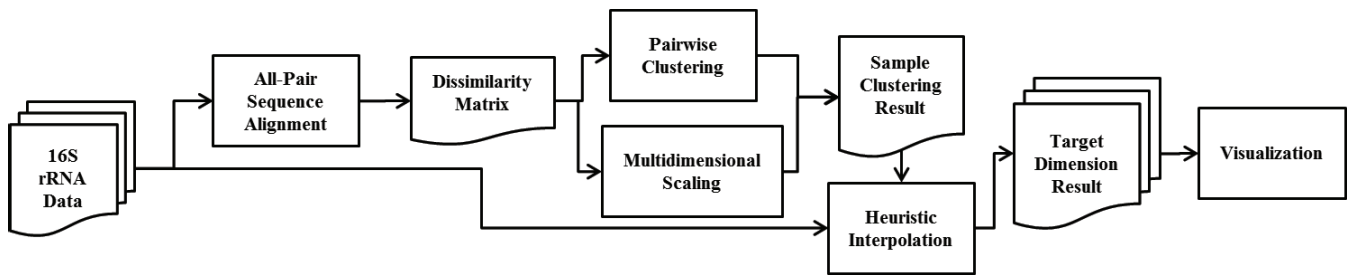 16S
rRNA
Data
All-Pair
Sequence
Alignment
Dissimilarity
Matrix
Pairwise
Clustering
Multidimensional
Scaling
Sample
Clustering
Result
Heuristic
Interpolation
Target
Dimension
Result
Visualization